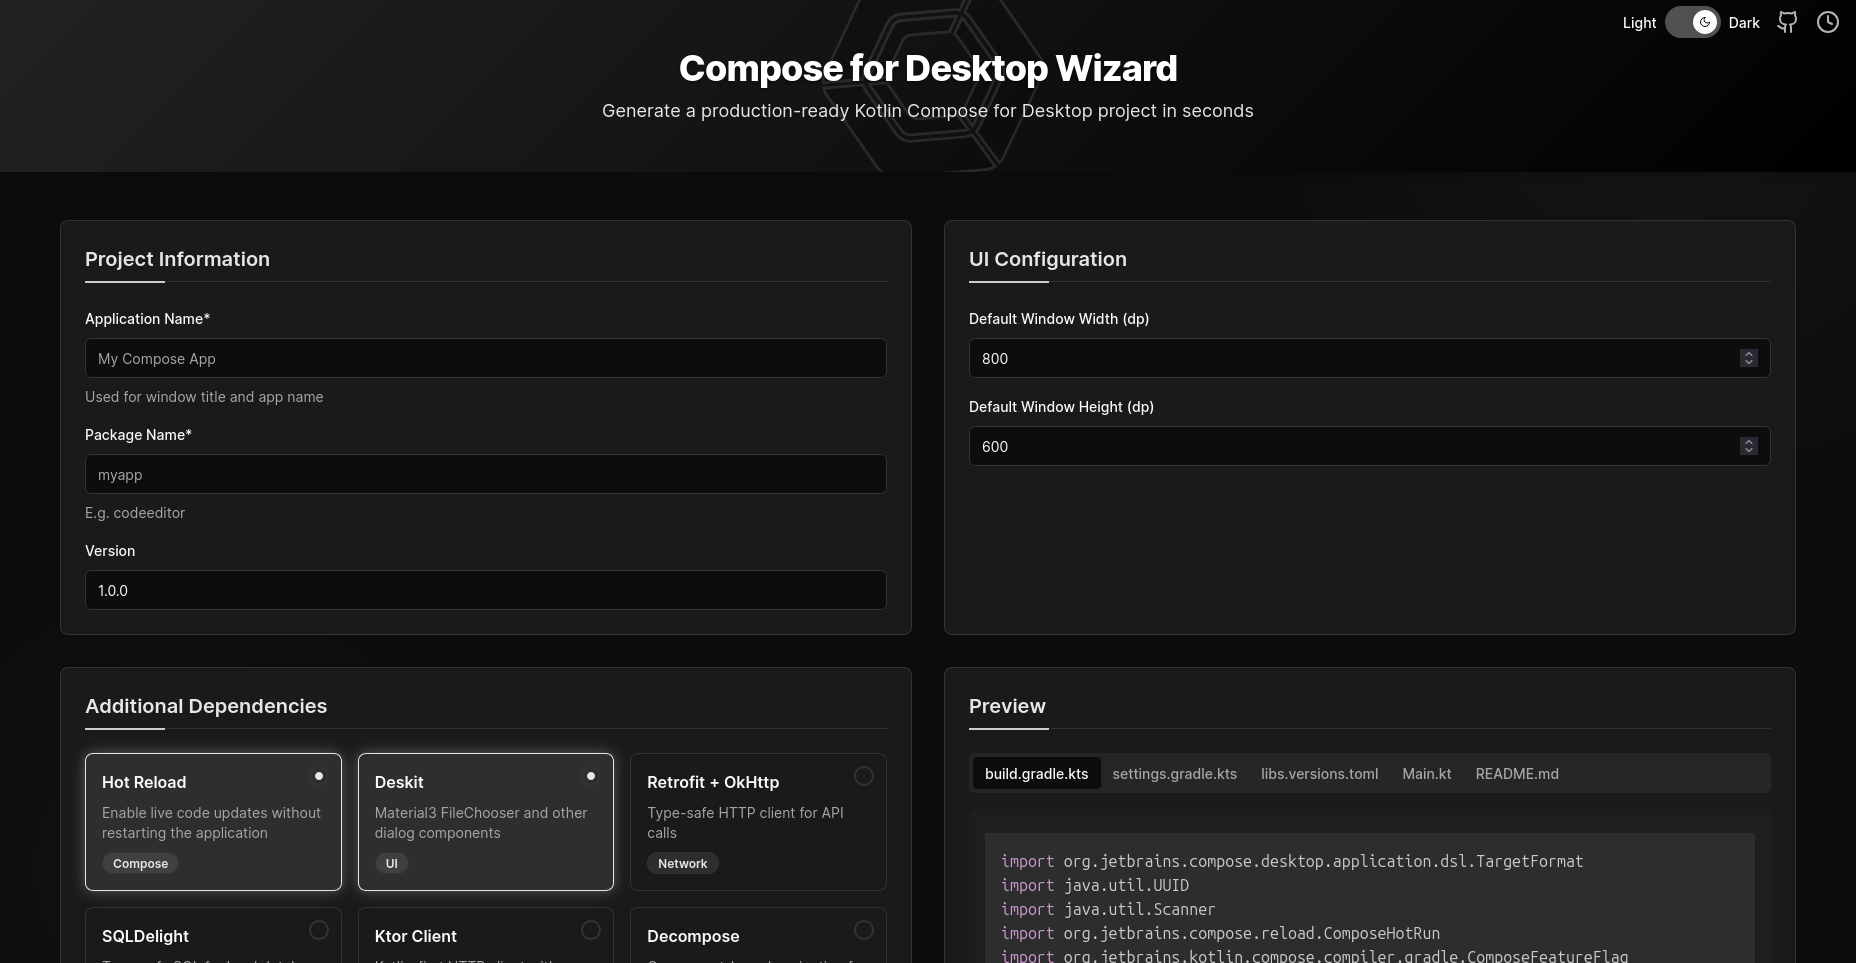 Light Dark
Compose for Desktop Wizard
Generate a production-ready Kotlin Compose for Desktop project in seconds
Project Information
Application Name*
My Compose App
Used for window title and app name
Package Name*
myapp
E.g. codeeditor
Version
1.0.0
UI Configuration
Default Window Width (dp)
800
Default Window Height (dp)
600
Additional Dependencies
Hot Reload
Enable live code updates without
restarting the application
Compose
Deskit
Material3 FileChooser and other
dialog components
UI
Retrofit + OkHttp
Type-safe HTTP client for API
calls
Network
SQLDelight
Ktor Client
Decompose
Preview
build.gradle.kts settings.gradle.kts libs.versions.toml Main.kt README.md
import org.jetbrains.compose.desktop.application.dsl.TargetFormat
import java.util.UUID
import java.util.Scanner
import org.jetbrains.compose.reload.ComposeHotRun
import org.jetbrains.kotlin.compose.compiler.gradle.ComposeFeatureFlag